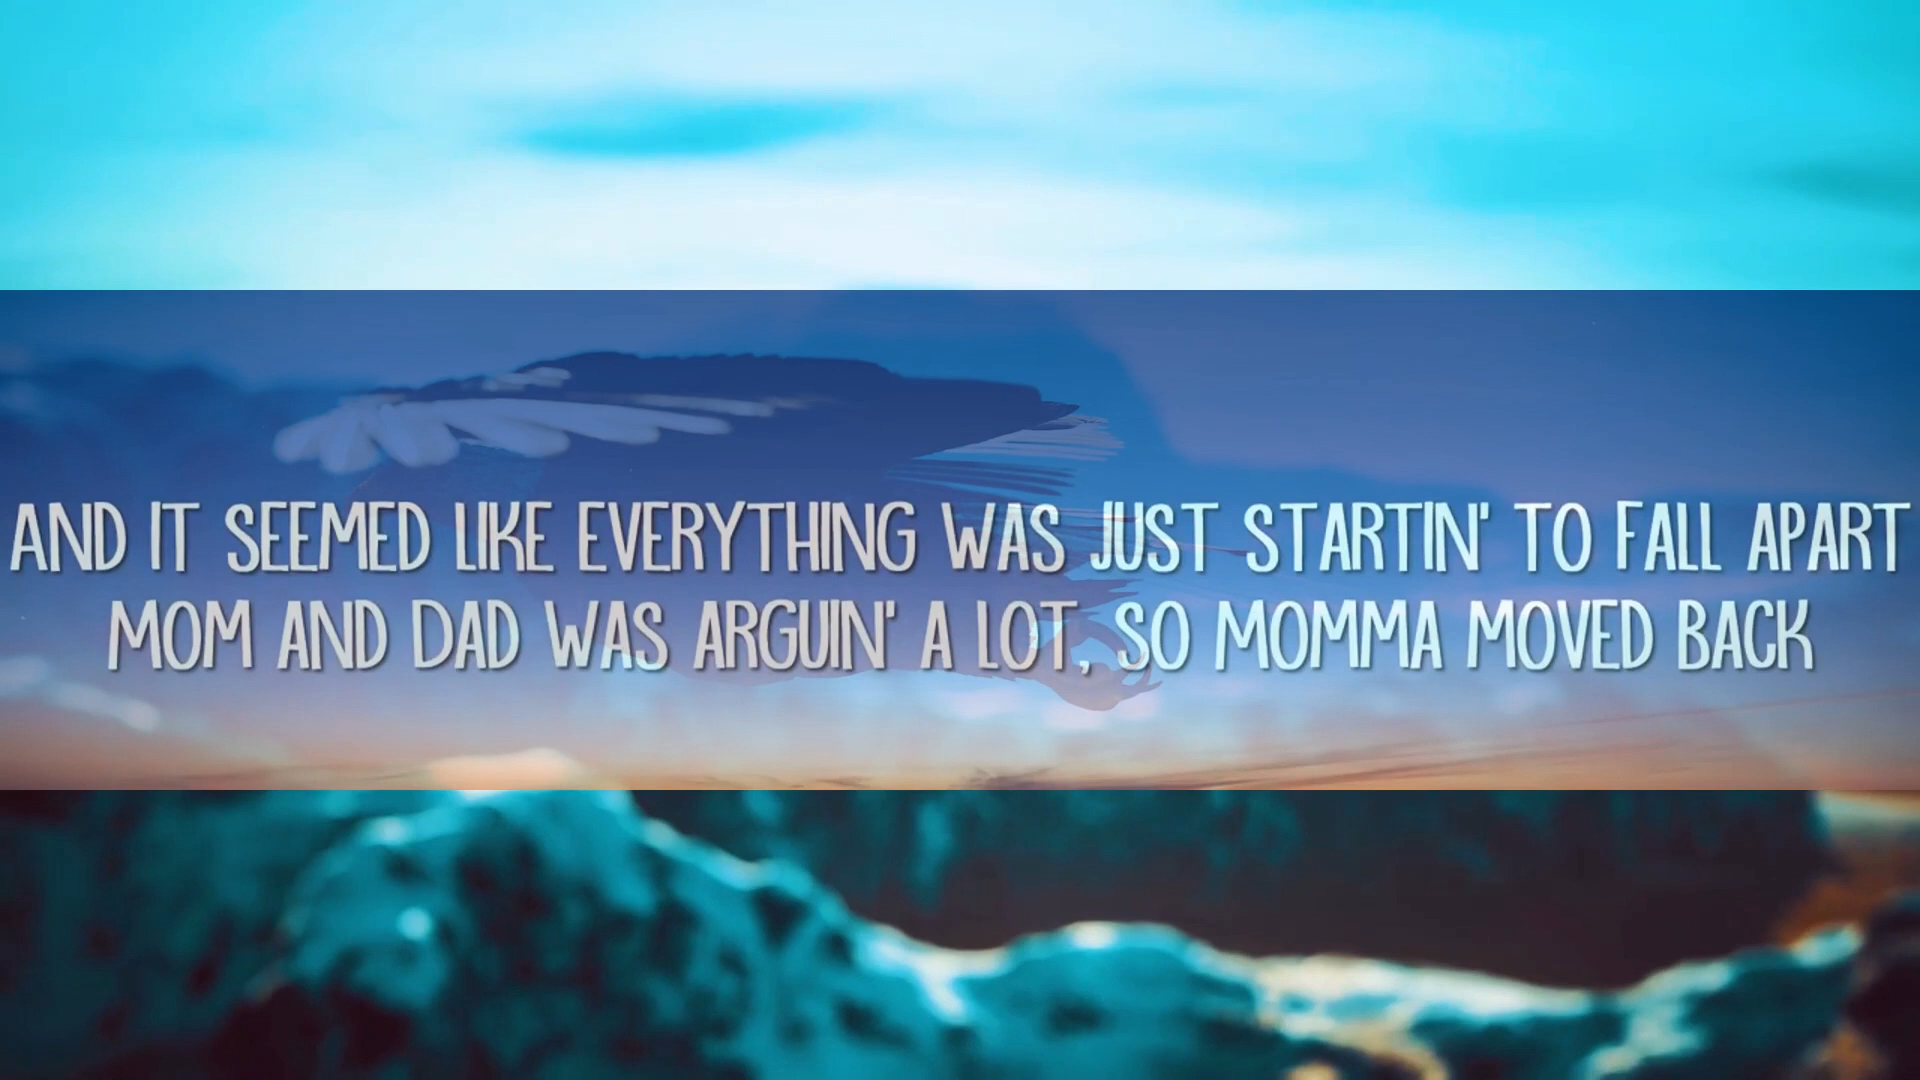 AND IT SEEMED LIKE EVERYTHING WAS JUST STARTIN' TO FALL APART
MOM AND DAD WAS ARGUIN' A LOT, SO MOMMA MOVED BACK